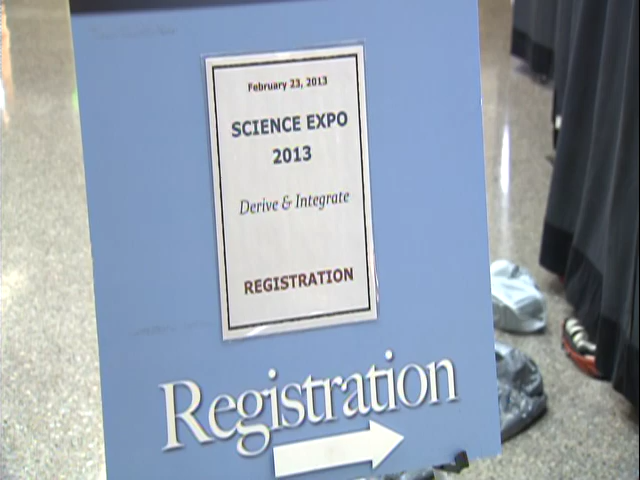 February 23, 2013
SCIENCE EXPO
2013
Derive & Integrate
REGISTRATION
Registration